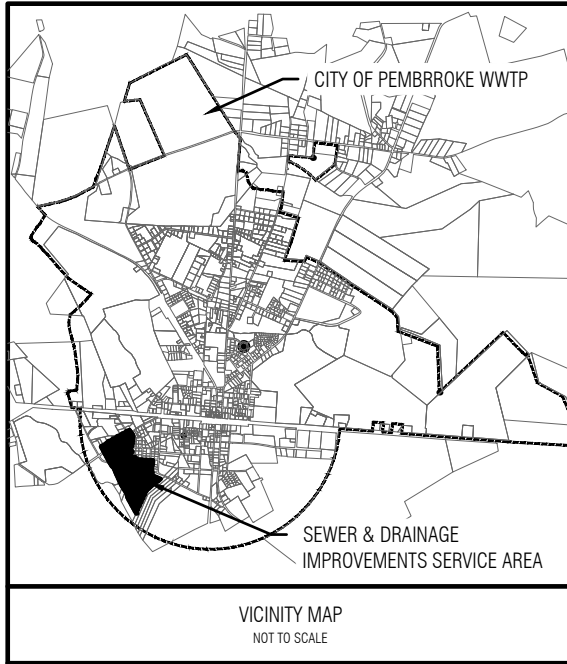 CITY OF PEMBRROKE WWTP
SEWER & DRAINAGE
IMPROVEMENTS SERVICE AREA
VICINITY MAP
NOT TO SCALE